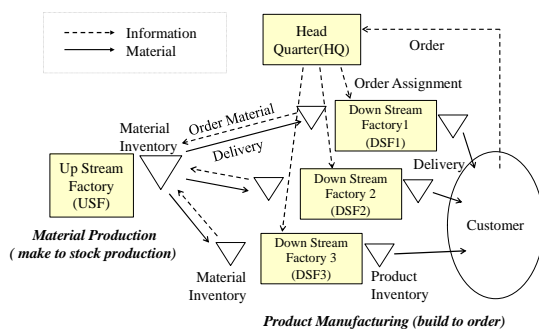 Information
Material
Head
Quarter(HQ)
Order
Order Assignment
Order Material
Delivery
Material
Inventory
Up Stream
Factory
(USF)
Down Stream
Factory1
(DSF1)
Delivery
Down Stream
Factory 2
(DSF2)
Customer
Material Production
( make to stock production)
Down Stream
Factory 3
(DSF3)
Material
Inventory
Product
Inventory
Product Manufacturing (build to order)